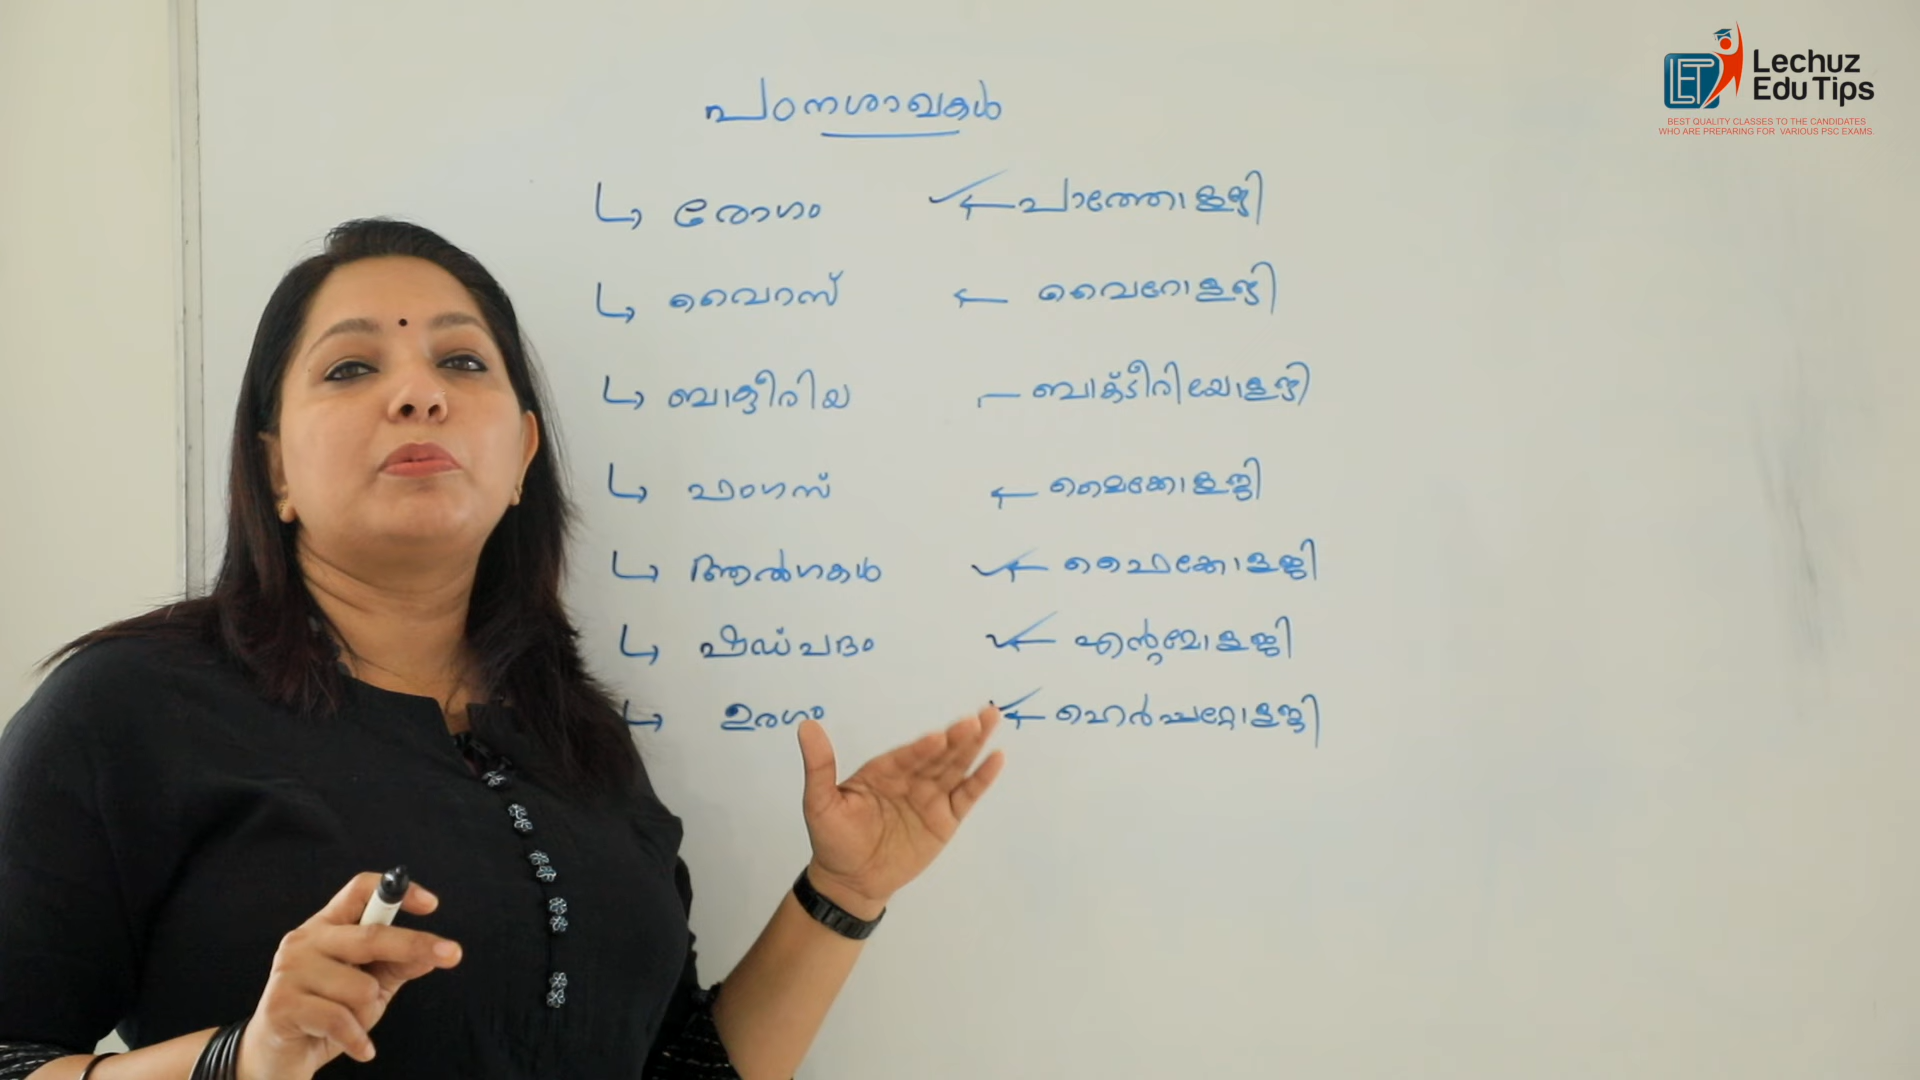 പഠനശാഖകൾ
രോഗം ← പാത്തോളജി
വൈറസ് ← വൈറോളജി
ബാക്ടീരിയ ബാക്ടീരിയോളജി
ഫംഗസ് ← മൈക്കോളജി
ആൽഗകൾ ← ഫൈക്കോളജി
ഷഡ്പദം ← എന്റമോളജി
ഉരഗം ← ഹെർപ്പറ്റോളജി
LET Lechuz
Edu Tips
BEST QUALITY CLASSES TO THE CANDIDATES
WHO ARE PREPARING FOR VARIOUS PSC EXAMS.